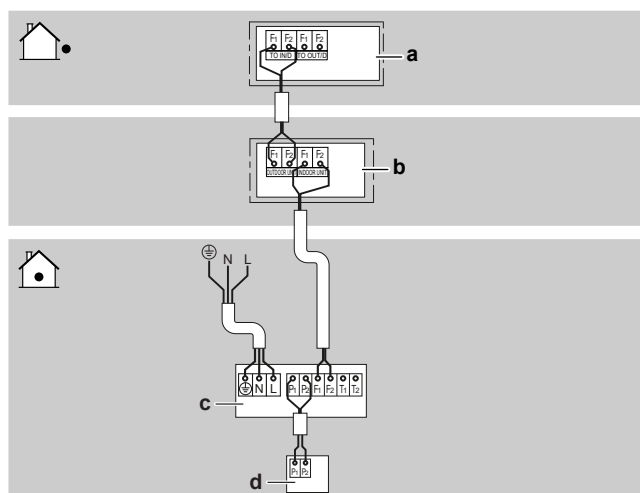 F1 F2 F1 F2
TO IN/D TO OUT/D
a
F1 F2 F1 F2
OUTDOOR UNIT INDOOR UNIT
b
N L
N L P1 P2 F1 F2 T1 T2
c
P1 P2
d